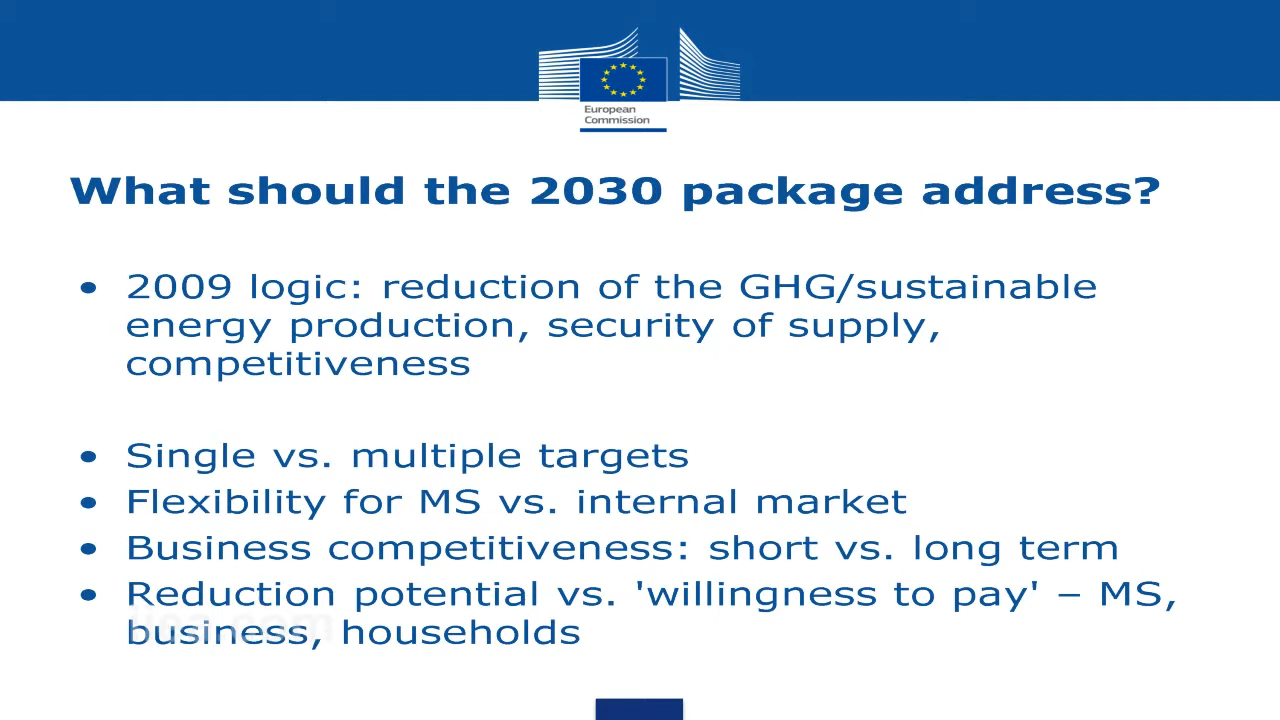 European
Commission
What should the 2030 package address?
• 2009 logic: reduction of the GHG/sustainable
energy production, security of supply,
competitiveness
• Single vs. multiple targets
• Flexibility for MS vs. internal market
• Business competitiveness: short vs. long term
• Reduction potential vs. 'willingness to pay' – MS,
business, households